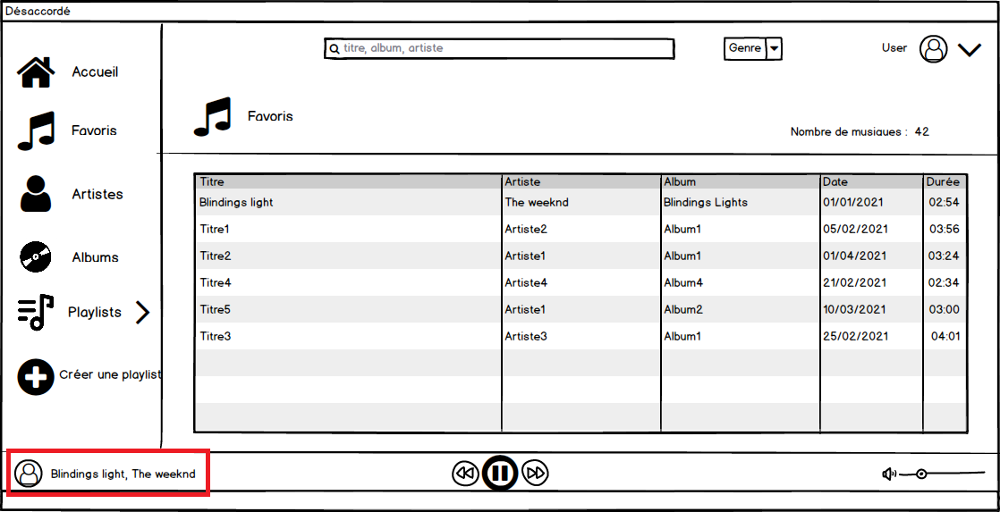 Désaccordé
titre, album, artiste
Genre
User
Accueil
Favoris
Artistes
Albums
Playlists
Créer une playlist
Favoris
Nombre de musiques : 42
Titre Artiste Album Date Durée
Blindings light The weeknd Blindings Lights 01/01/2021 02:54
Titre1 Artiste2 Album1 05/02/2021 03:56
Titre2 Artiste1 Album1 01/04/2021 03:24
Titre4 Artiste4 Album4 21/02/2021 02:34
Titre5 Artiste1 Album2 10/03/2021 03:00
Titre3 Artiste3 Album1 25/02/2021 04:01
Blindings light, The weeknd